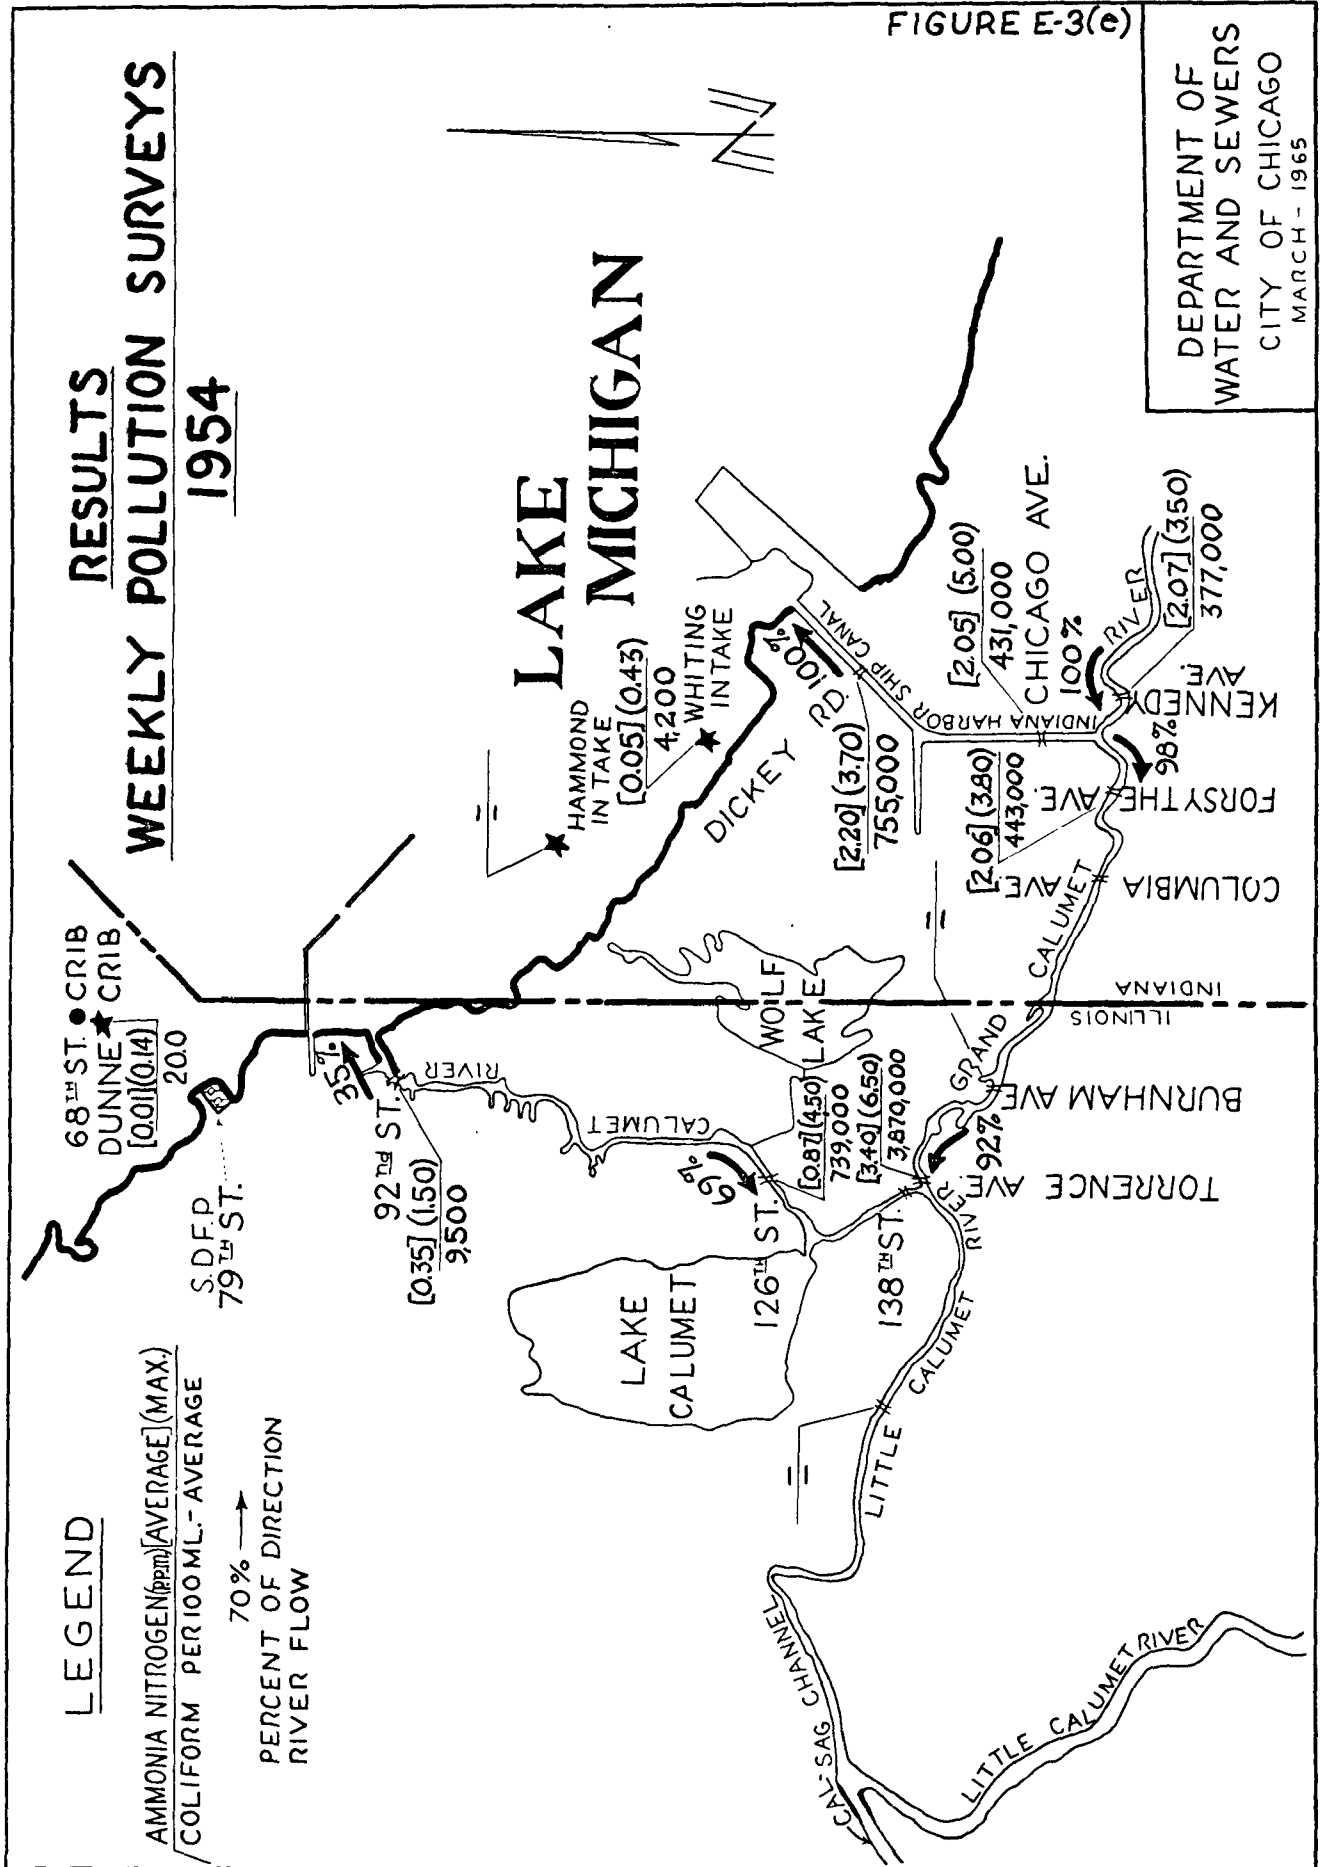 FIGURE E-3(e)
RESULTS
WEEKLY POLLUTION SURVEYS
1954
LEGEND
AMMONIA NITROGEN(ppm)[AVERAGE](MAX.)
COLIFORM PER 100 ML.- AVERAGE
70% →
PERCENT OF DIRECTION
RIVER FLOW
68TH ST. CRIB
DUNNE CRIB
[0.01](0.14)
20.0
S.D.F.P.
79TH ST.
35%
92nd ST.
[0.35] (1.50)
9,500
LAKE
MICHIGAN
HAMMOND
INTAKE
[0.05] (0.43)
4,200
WHITING
INTAKE
CALUMET RIVER
69%
126TH ST.
[0.87] (4.50)
739,000
[3.40] (6.50)
3,870,000
138TH ST.
LAKE
CALUMET
WOLF
LAKE
DICKEY RD.
100%
INDIANA HARBOR SHIP CANAL
[2.20] (3.70)
755,000
[2.05] (5.00)
431,000
CHICAGO AVE.
100%
RIVER
[2.07] (3.50)
377,000
KENNEDY AVE.
98%
[2.06] (3.80)
443,000
FORSYTHE AVE.
COLUMBIA AVE.
GRAND CALUMET
INDIANA
ILLINOIS
BURNHAM AVE
92%
TORRENCE AVE.
RIVER
LITTLE CALUMET
CAL-SAG CHANNEL
LITTLE CALUMET RIVER
N
DEPARTMENT OF
WATER AND SEWERS
CITY OF CHICAGO
MARCH - 1965